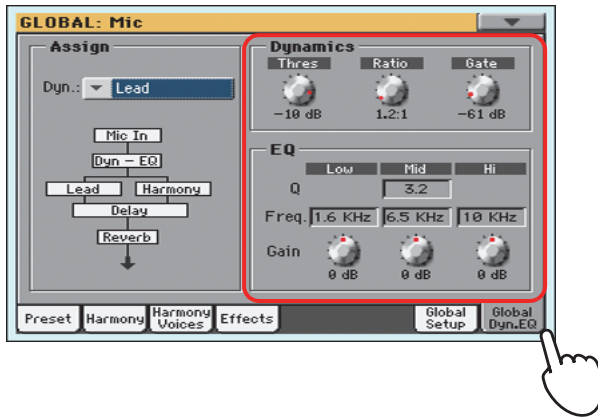 GLOBAL: Mic
Assign
Dyn.: Lead
Mic In
Dyn - EQ
Lead Harmony
Delay
Reverb
Dynamics
Thres Ratio Gate
-10 dB 1.2:1 -61 dB
EQ
Low Mid Hi
Q 3.2
Freq. 1.6 KHz 6.5 KHz 10 KHz
Gain
0 dB 0 dB 0 dB
Preset Harmony Harmony Voices Effects Global Setup Global Dyn.EQ